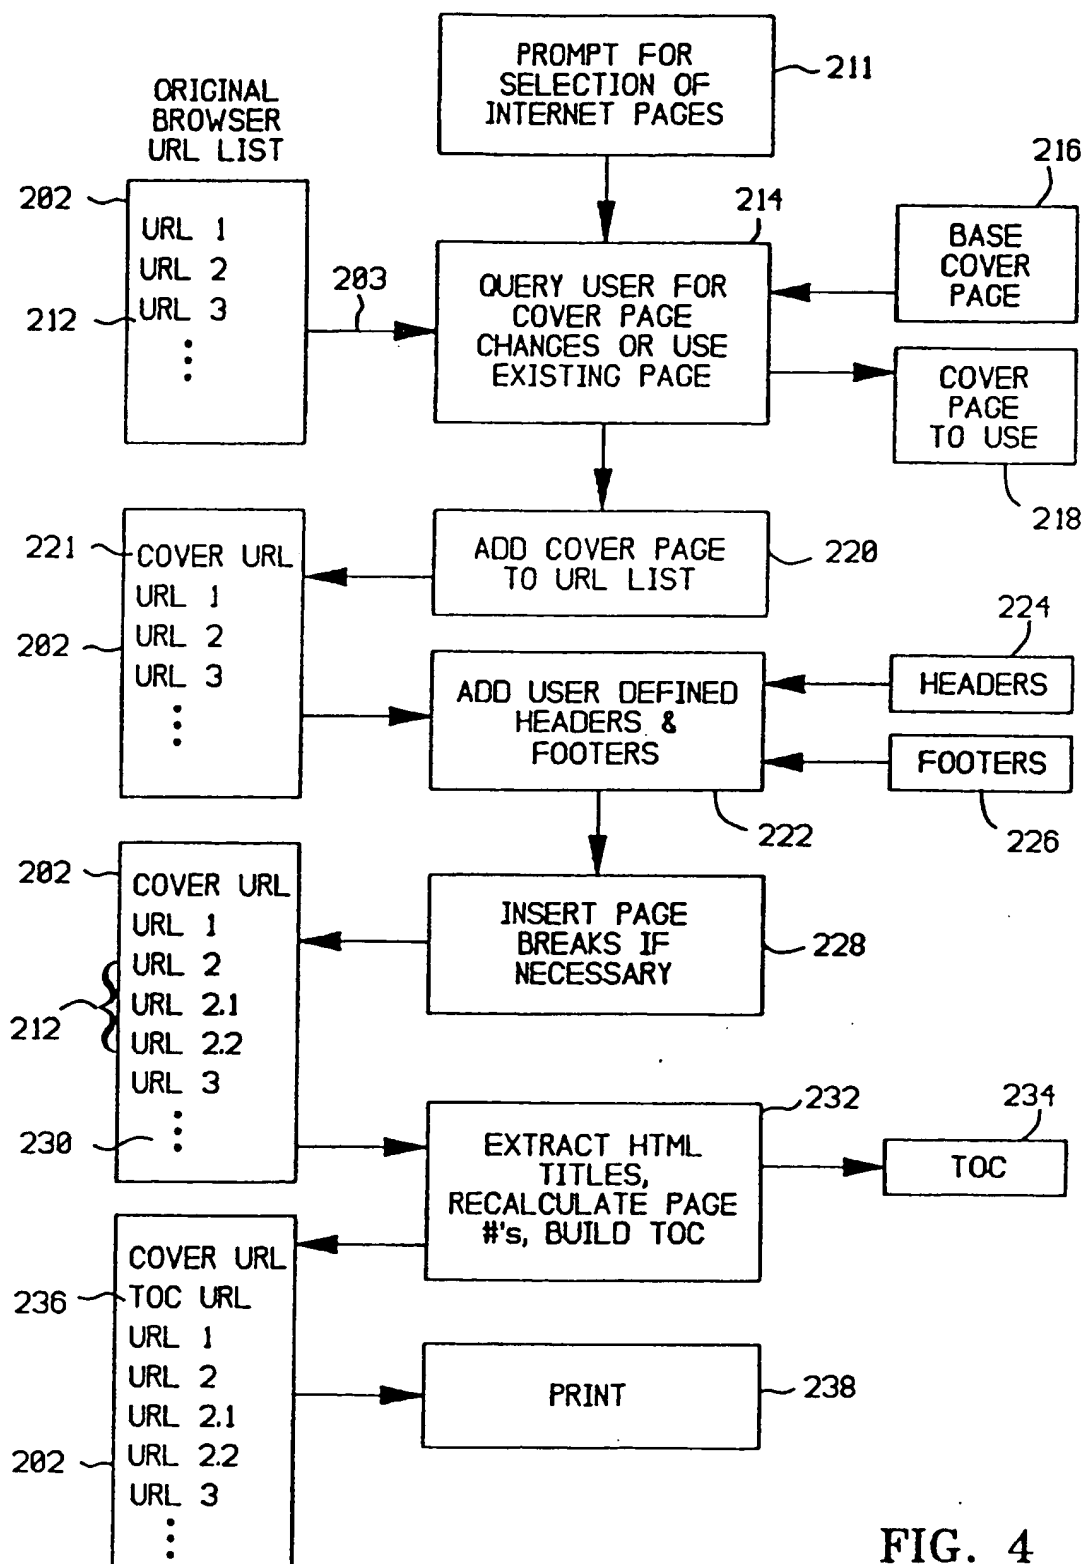 PROMPT FOR
SELECTION OF
INTERNET PAGES
211
ORIGINAL
BROWSER
URL LIST
202
URL 1
URL 2
212
URL 3
203
214
QUERY USER FOR
COVER PAGE
CHANGES OR USE
EXISTING PAGE
216
BASE
COVER
PAGE
COVER
PAGE
TO USE
218
221
COVER URL
URL 1
202
URL 2
URL 3
ADD COVER PAGE
TO URL LIST
220
224
HEADERS
ADD USER DEFINED
HEADERS &
FOOTERS
222
FOOTERS
226
202
COVER URL
URL 1
URL 2
212
URL 2.1
URL 2.2
URL 3
230
INSERT PAGE
BREAKS IF
NECESSARY
228
232
EXTRACT HTML
TITLES,
RECALCULATE PAGE
#'s, BUILD TOC
234
TOC
COVER URL
236
TOC URL
URL 1
URL 2
URL 2.1
202
URL 2.2
URL 3
PRINT
238
FIG. 4